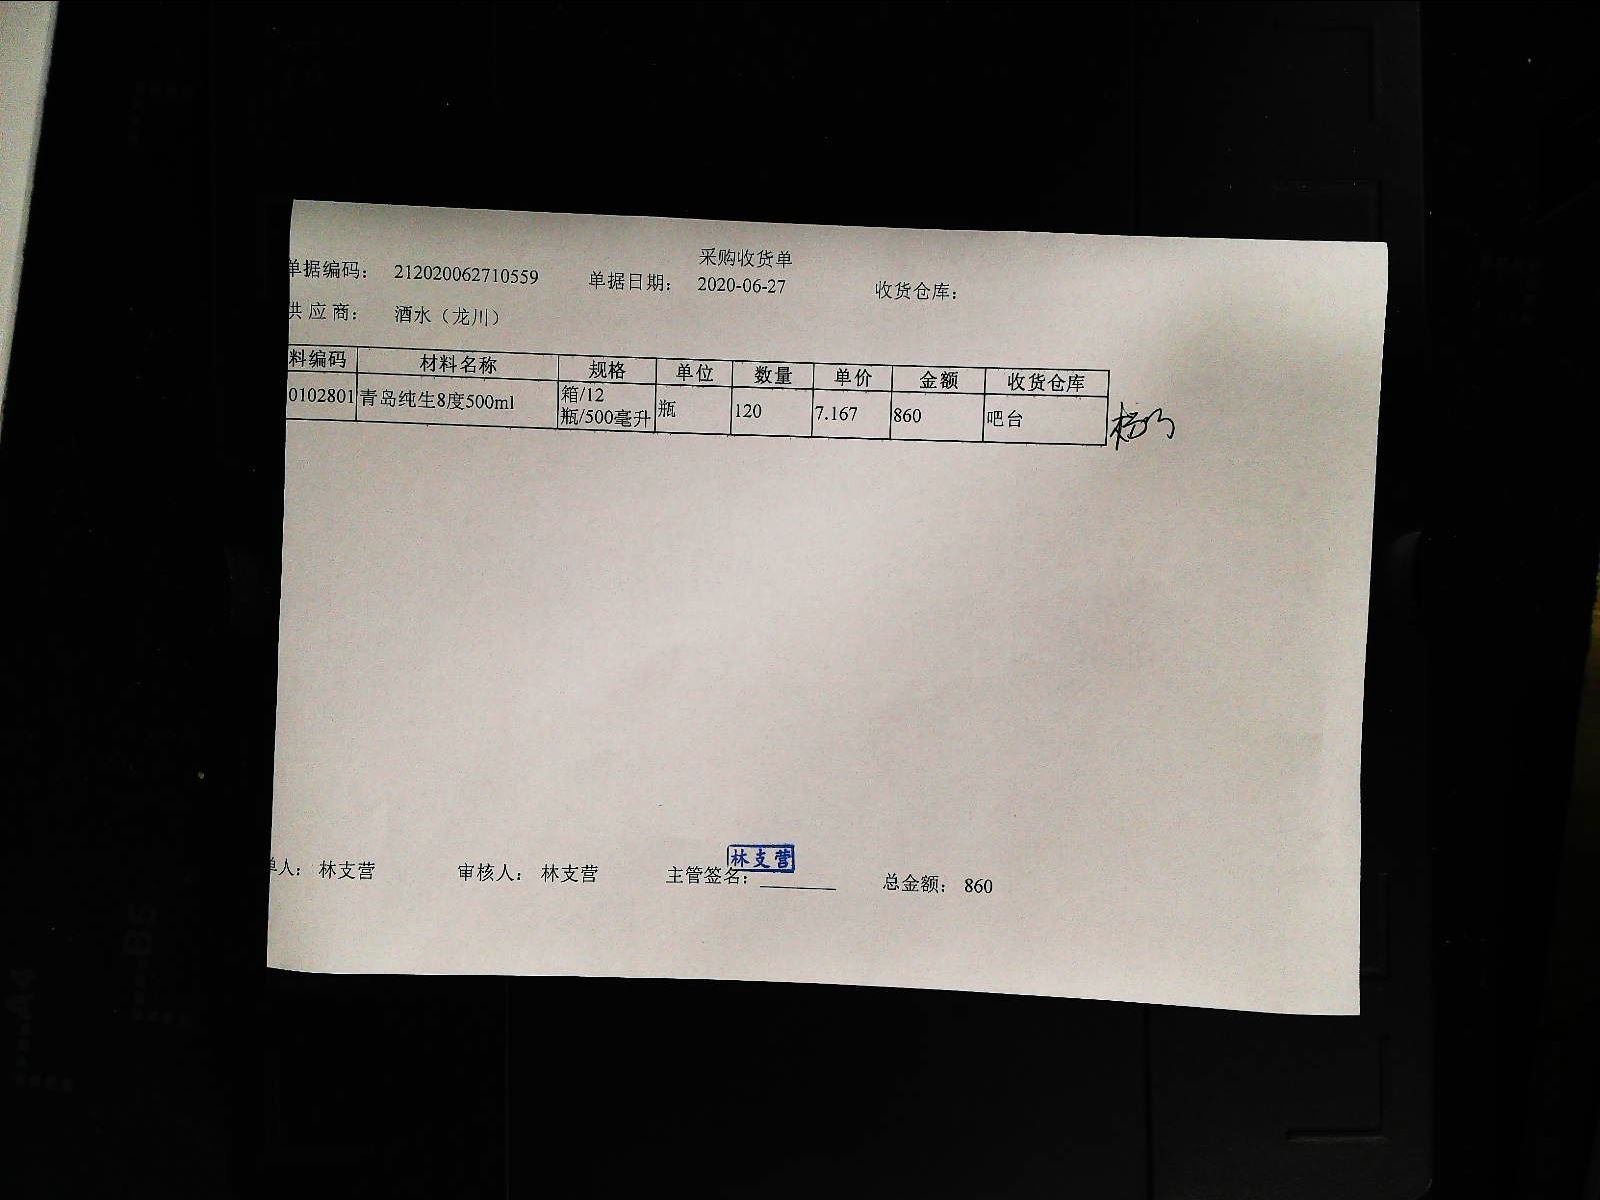 采购收货单
单据编码： 212020062710559 单据日期： 2020-06-27 收货仓库：
供 应 商： 酒水（龙川）
料编码 材料名称 规格 单位 数量 单价 金额 收货仓库
0102801 青岛纯生8度500ml 箱/12 瓶/500毫升 瓶 120 7.167 860 吧台
单人： 林支营 审核人： 林支营 主管签名： 林支营 总金额： 860